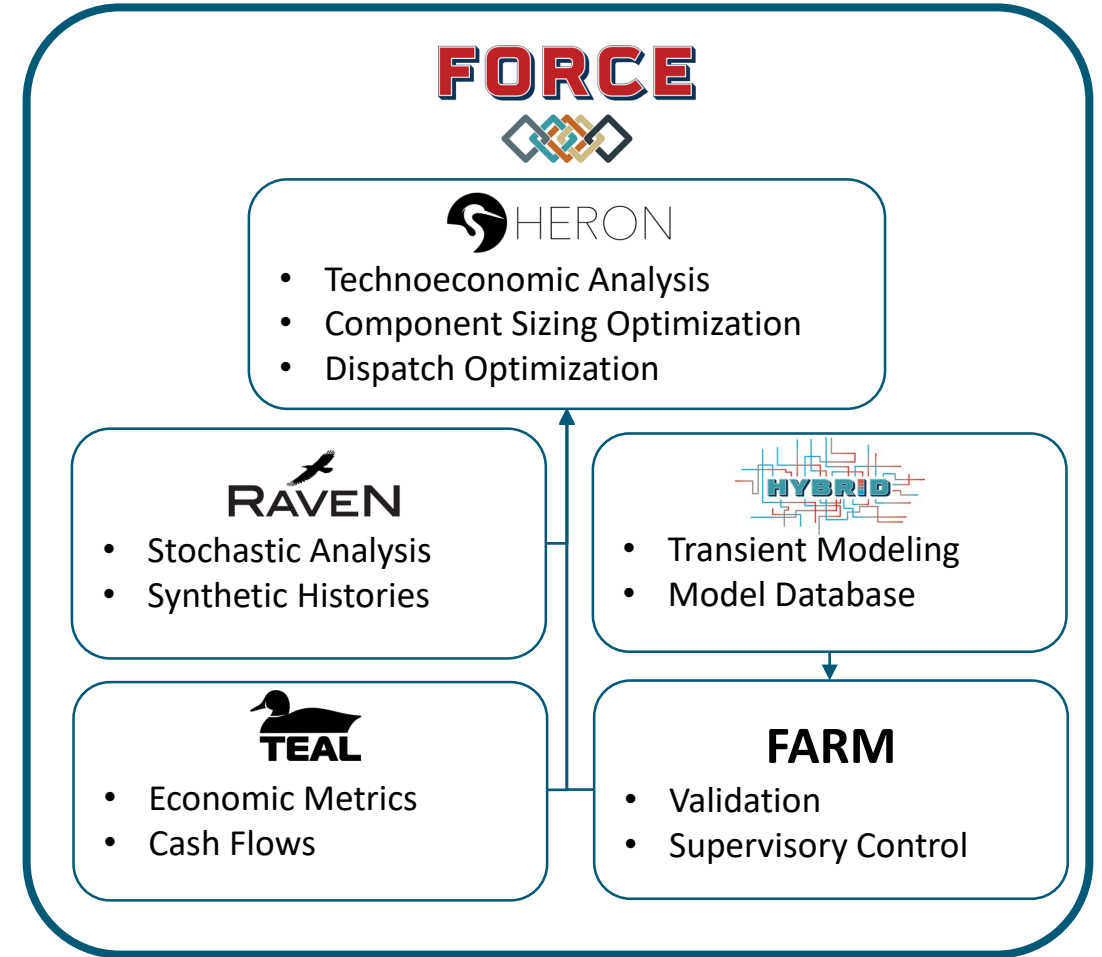 FORCE
HERON
• Technoeconomic Analysis
• Component Sizing Optimization
• Dispatch Optimization
RAVEN
• Stochastic Analysis
• Synthetic Histories
HYBRID
• Transient Modeling
• Model Database
TEAL
• Economic Metrics
• Cash Flows
FARM
• Validation
• Supervisory Control